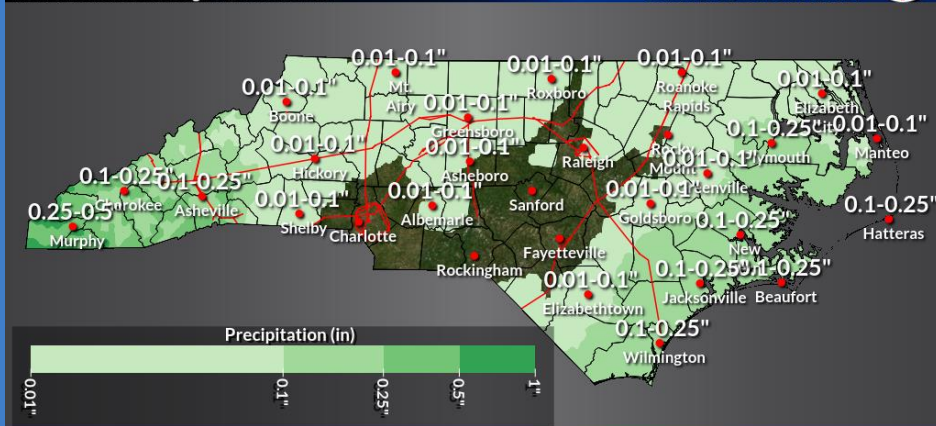 0.01-0.1"
Mt.
Airy
0.01-0.1"
Roxboro
0.01-0.1"
Roanoke
Rapids
0.01-0.1"
Elizabeth
0.01-0.1"
Boone
0.01-0.1"
Greensboro
0.1-0.25"
0.01-0.1"
Manteo
0.01-0.1"
Hickory
0.01-0.1"
Asheboro
Raleigh
Rocky
Mount
0.01-0.1"
0.1-0.25"
Cherokee
0.1-0.25"
Asheville
0.01-0.1"
Shelby
Charlotte
0.01-0.1"
Albemarle
Sanford
0.01-0.1"
Goldsboro
0.1-0.25"
New
0.1-0.25"
Hatteras
0.25-0.5"
Murphy
Rockingham
Fayetteville
0.01-0.1"
Elizabethtown
0.1-0.25"
Jacksonville
0.1-0.25"
Beaufort
0.1-0.25"
Wilmington
Precipitation (in)
0.01"
0.1"
0.25"
0.5"
1"